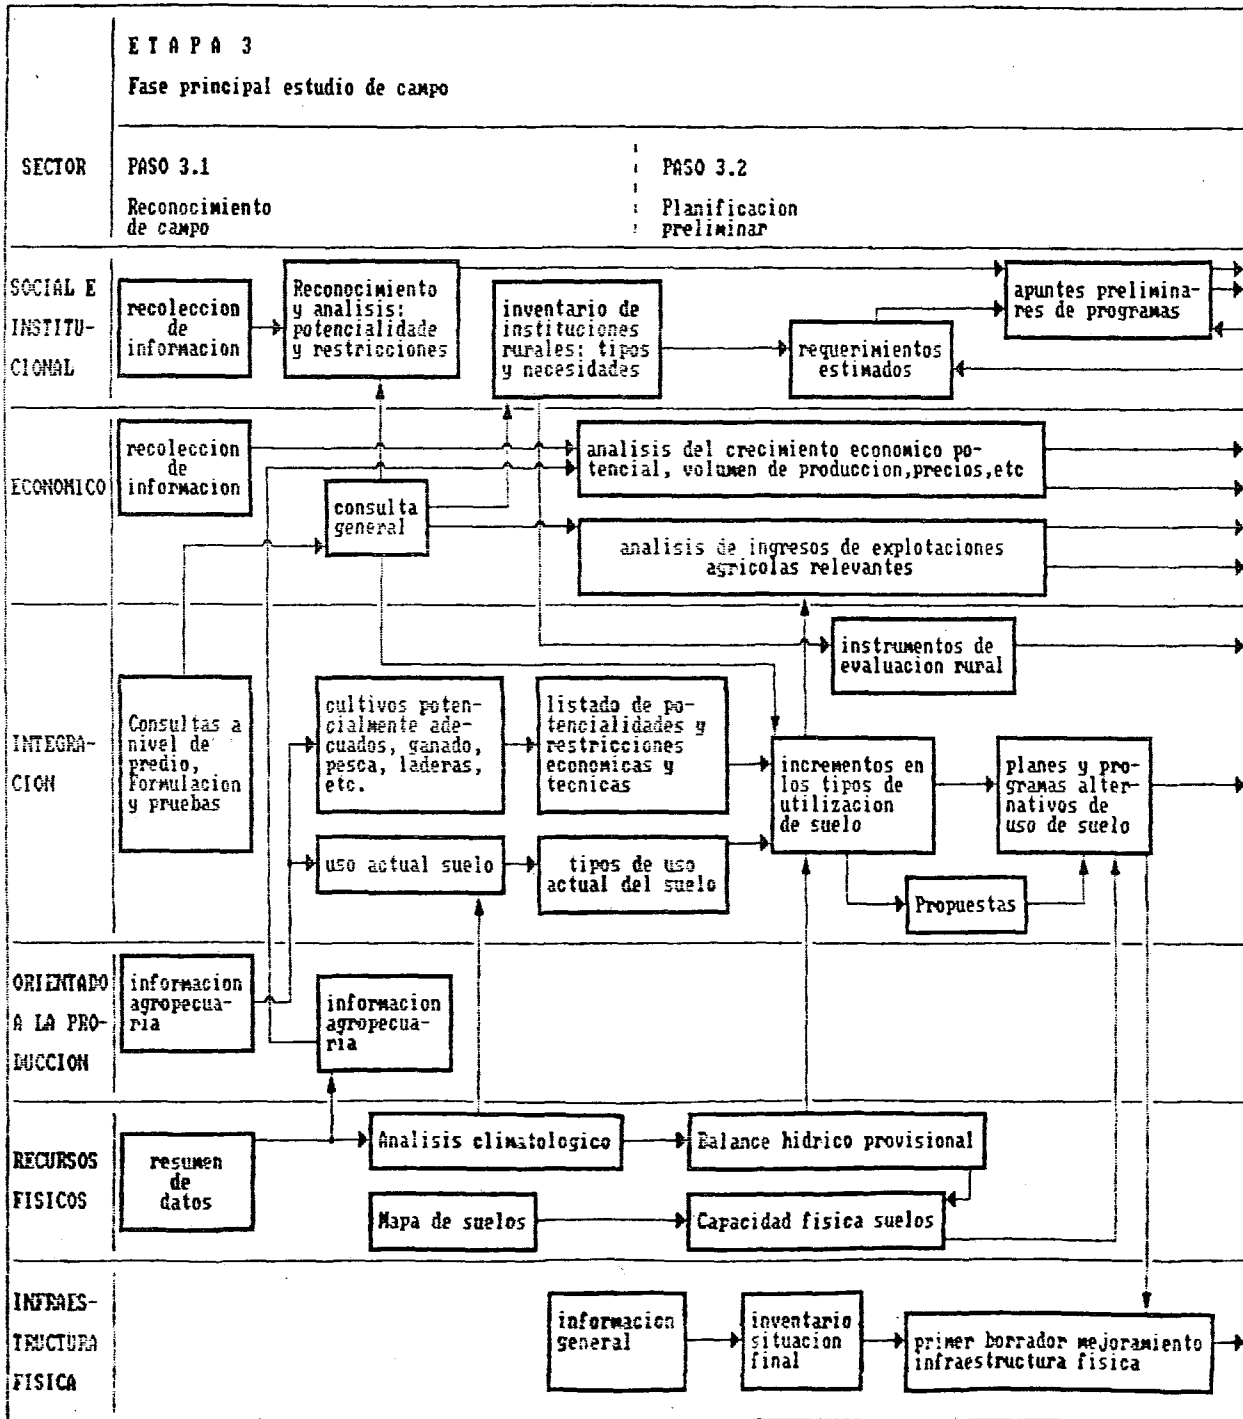 E T A P A 3
Fase principal estudio de campo
SECTOR
PASO 3.1
Reconocimiento
de campo
PASO 3.2
Planificacion
preliminar
SOCIAL E
INSTITU-
CIONAL
recoleccion
de
informacion
Reconocimiento
y analisis:
potencialidade
y restricciones
inventario de
instituciones
rurales: tipos
y necesidades
requerimientos
estimados
apuntes prelimina-
res de programas
ECONOMICO
recoleccion
de
informacion
consulta
general
analisis del crecimiento economico po-
tencial, volumen de produccion,precios,etc
analisis de ingresos de explotaciones
agricolas relevantes
INTEGRA-
CION
Consultas a
nivel de
predio,
Formulacion
y pruebas
cultivos poten-
cialmente ade-
cuados, ganado,
pesca, laderas,
etc.
listado de po-
tencialidades y
restricciones
economicas y
tecnicas
instrumentos de
evaluacion rural
incrementos en
los tipos de
utilizacion
de suelo
planes y pro-
gramas alter-
nativos de
uso de suelo
uso actual suelo
tipos de uso
actual del suelo
Propuestas
ORIENTADO
A LA PRO-
DUCCION
informacion
agropecua-
ria
informacion
agropecua-
ria
RECURSOS
FISICOS
resumen
de
datos
Analisis climatologico
Balance hidrico provisional
Mapa de suelos
Capacidad fisica suelos
INFRAES-
TRUCTURA
FISICA
informacion
general
inventario
situacion
final
primer borrador mejoramiento
infraestructura fisica